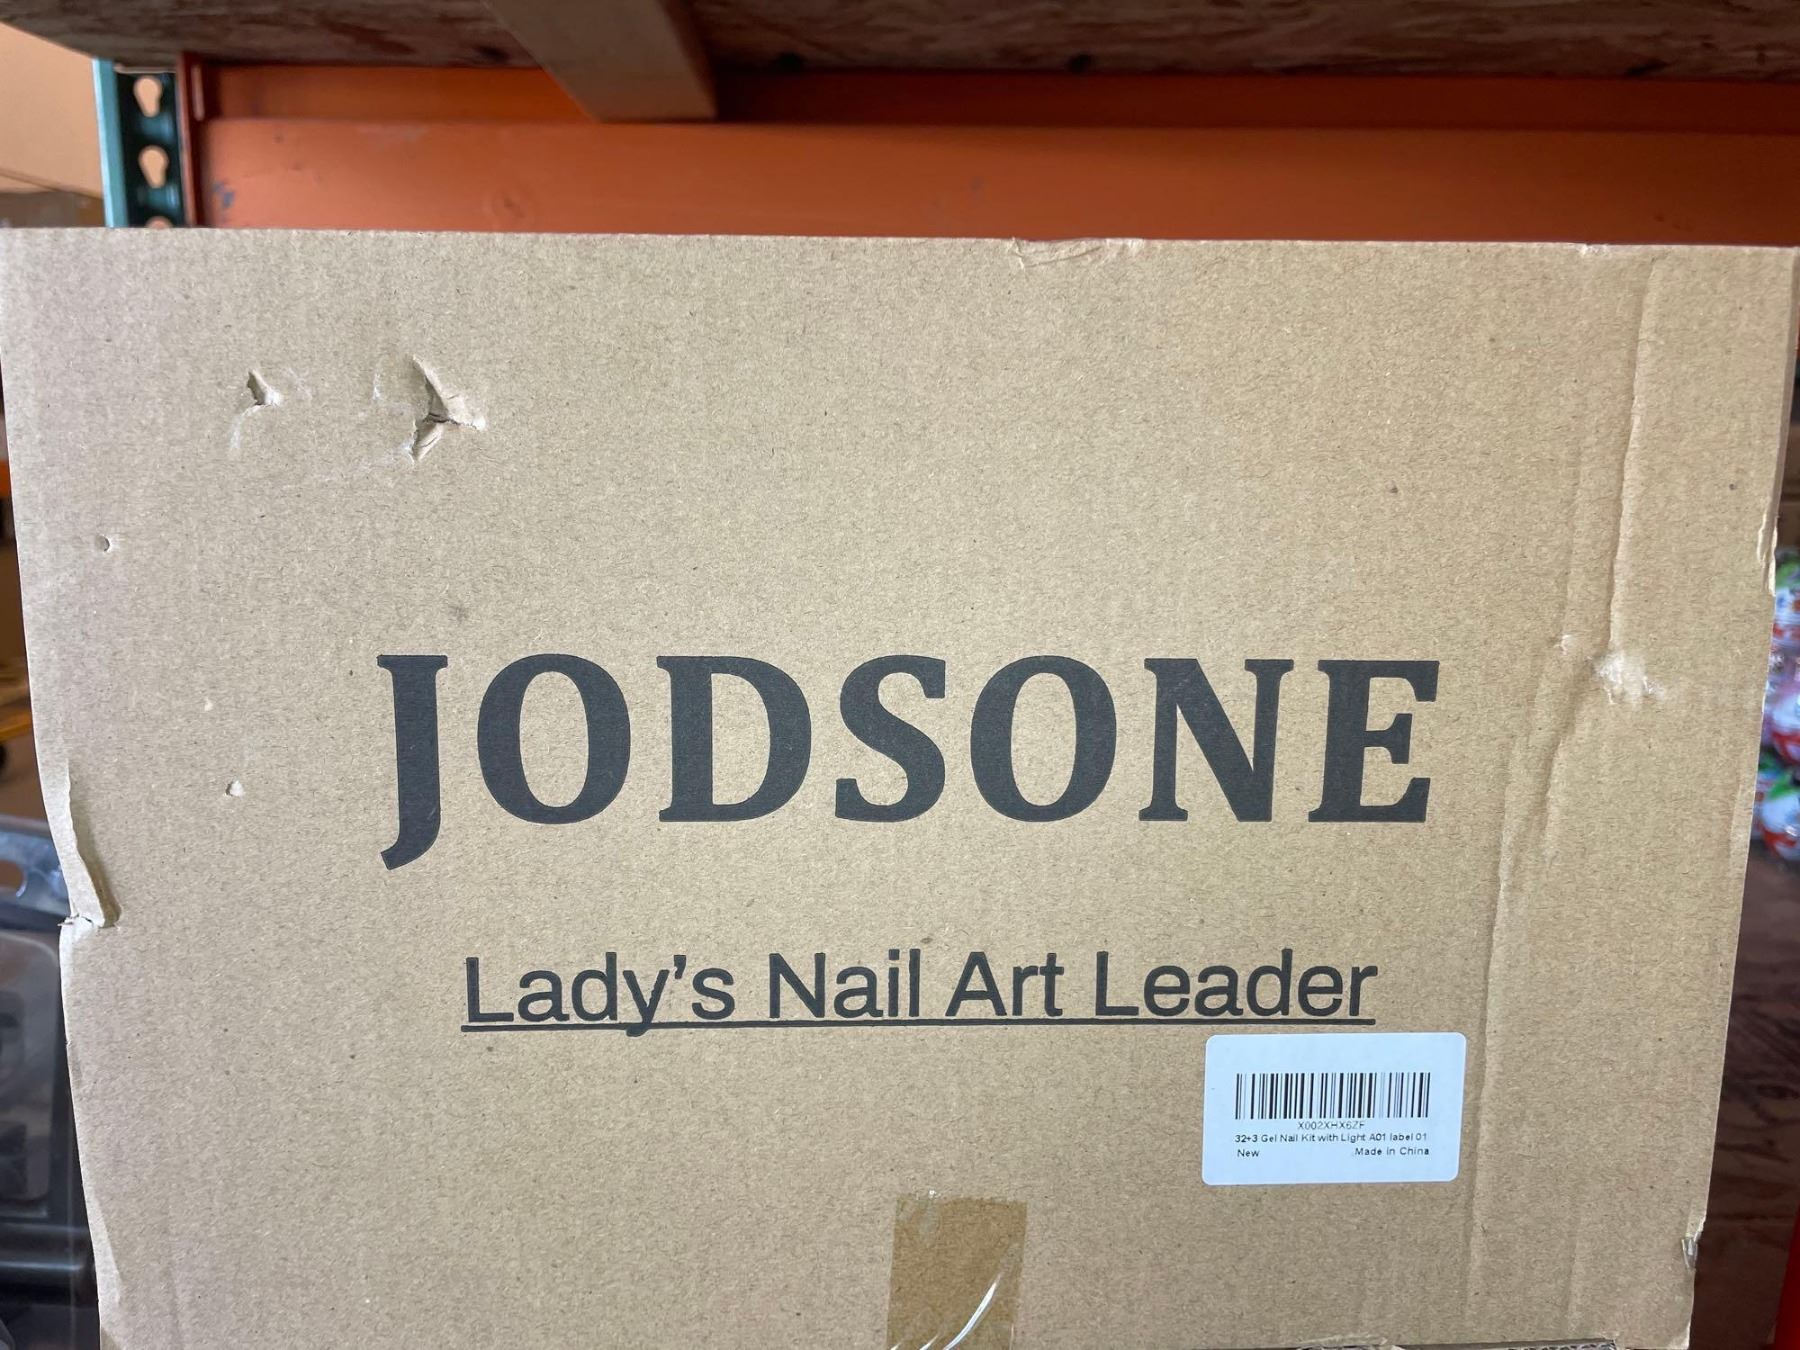 JODSONE
Lady's Nail Art Leader
X002XHX6ZF
32+3 Gel Nail Kit with Light A01 label 01
New Made in China